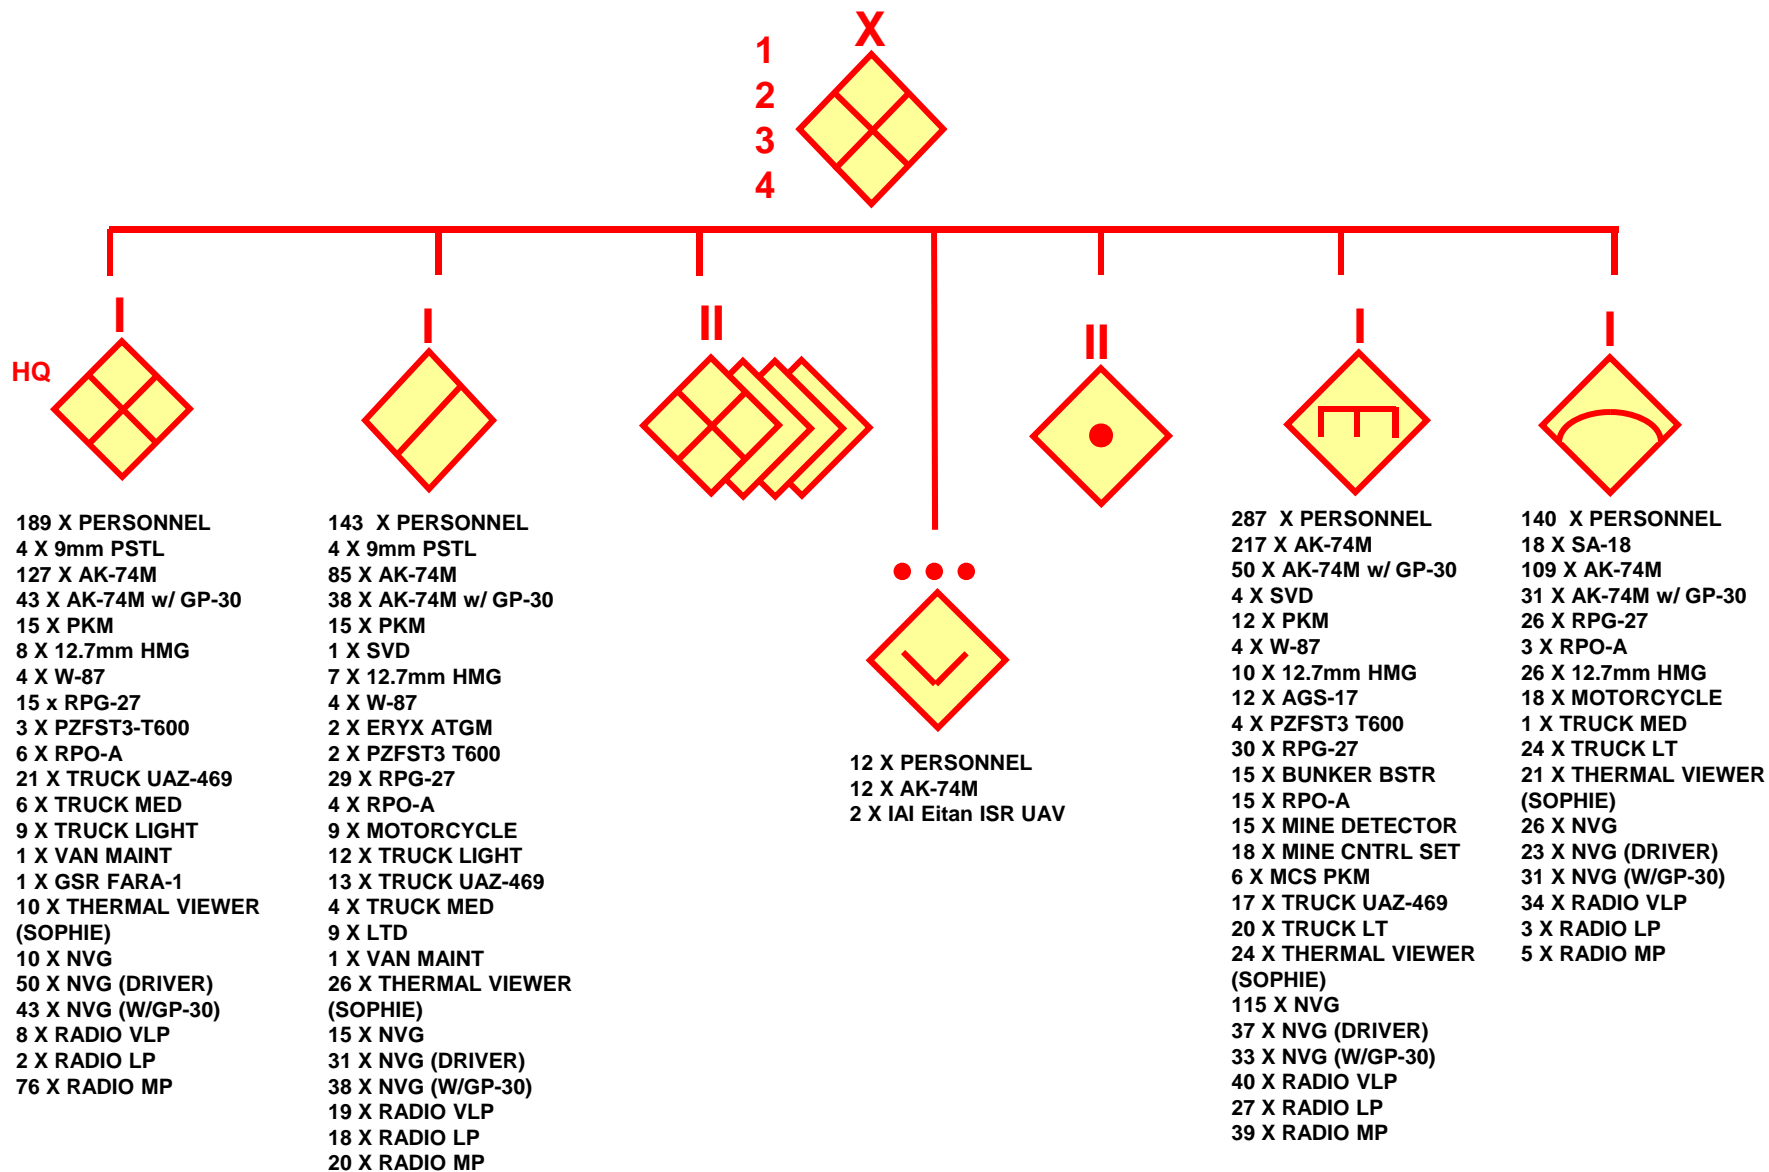 X
1
2
3
4
I
HQ
I
II
II
I
I
189 X PERSONNEL
4 X 9mm PSTL
127 X AK-74M
43 X AK-74M w/ GP-30
15 X PKM
8 X 12.7mm HMG
4 X W-87
15 x RPG-27
3 X PZFST3-T600
6 X RPO-A
21 X TRUCK UAZ-469
6 X TRUCK MED
9 X TRUCK LIGHT
1 X VAN MAINT
1 X GSR FARA-1
10 X THERMAL VIEWER
(SOPHIE)
10 X NVG
50 X NVG (DRIVER)
43 X NVG (W/GP-30)
8 X RADIO VLP
2 X RADIO LP
76 X RADIO MP
143 X PERSONNEL
4 X 9mm PSTL
85 X AK-74M
38 X AK-74M w/ GP-30
15 X PKM
1 X SVD
7 X 12.7mm HMG
4 X W-87
2 X ERYX ATGM
2 X PZFST3 T600
29 X RPG-27
4 X RPO-A
9 X MOTORCYCLE
12 X TRUCK LIGHT
13 X TRUCK UAZ-469
4 X TRUCK MED
9 X LTD
1 X VAN MAINT
26 X THERMAL VIEWER
(SOPHIE)
15 X NVG
31 X NVG (DRIVER)
38 X NVG (W/GP-30)
19 X RADIO VLP
18 X RADIO LP
20 X RADIO MP
12 X PERSONNEL
12 X AK-74M
2 X IAI Eitan ISR UAV
287 X PERSONNEL
217 X AK-74M
50 X AK-74M w/ GP-30
4 X SVD
12 X PKM
4 X W-87
10 X 12.7mm HMG
12 X AGS-17
4 X PZFST3 T600
30 X RPG-27
15 X BUNKER BSTR
15 X RPO-A
15 X MINE DETECTOR
18 X MINE CNTRL SET
6 X MCS PKM
17 X TRUCK UAZ-469
20 X TRUCK LT
24 X THERMAL VIEWER
(SOPHIE)
115 X NVG
37 X NVG (DRIVER)
33 X NVG (W/GP-30)
40 X RADIO VLP
27 X RADIO LP
39 X RADIO MP
140 X PERSONNEL
18 X SA-18
109 X AK-74M
31 X AK-74M w/ GP-30
26 X RPG-27
3 X RPO-A
26 X 12.7mm HMG
18 X MOTORCYCLE
1 X TRUCK MED
24 X TRUCK LT
21 X THERMAL VIEWER
(SOPHIE)
26 X NVG
23 X NVG (DRIVER)
31 X NVG (W/GP-30)
34 X RADIO VLP
3 X RADIO LP
5 X RADIO MP